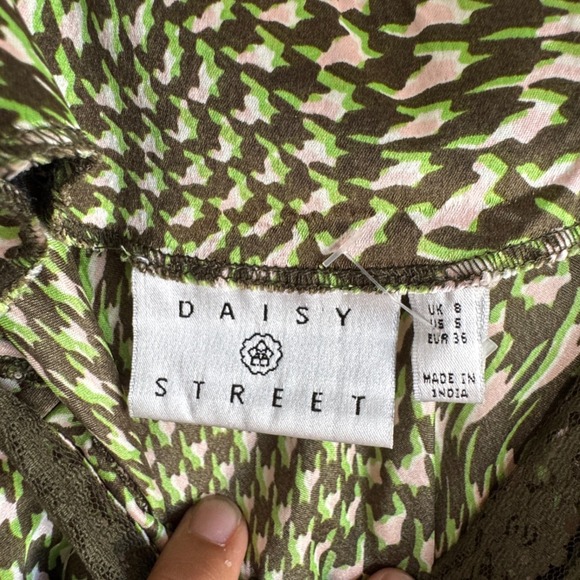 DAISY
STREET
UK 8
US 5
EUR 36
MADE IN
INDIA